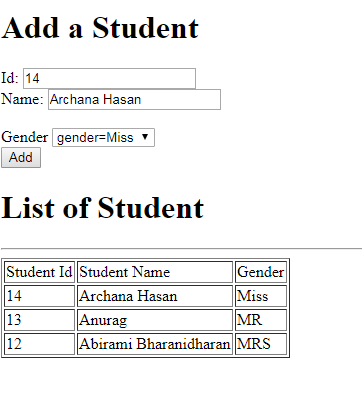 Add a Student
Id: 14
Name: Archana Hasan
Gender gender=Miss
Add
List of Student
Student Id Student Name Gender
14 Archana Hasan Miss
13 Anurag MR
12 Abirami Bharanidharan MRS